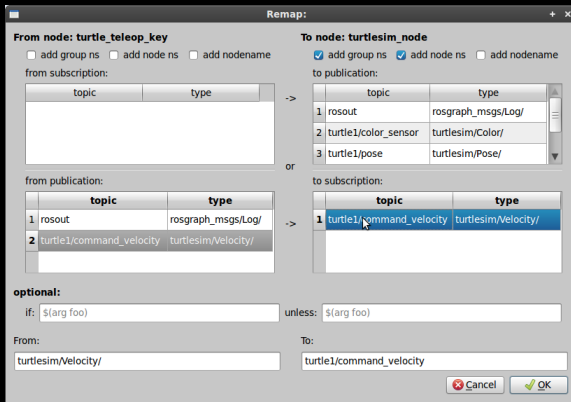 Remap:
From node: turtle_teleop_key
To node: turtlesim_node
add group ns add node ns add nodename
add group ns add node ns add nodename
from subscription:
to publication:
topic type
->
topic type
1 rosout rosgraph_msgs/Log/
2 turtle1/color_sensor turtlesim/Color/
3 turtle1/pose turtlesim/Pose/
or
from publication:
to subscription:
topic type
topic type
1 rosout rosgraph_msgs/Log/
2 turtle1/command_velocity turtlesim/Velocity/
->
1 turtle1/command_velocity turtlesim/Velocity/
optional:
if: $(arg foo)
unless: $(arg foo)
From:
To:
turtlesim/Velocity/
turtle1/command_velocity
Cancel
OK